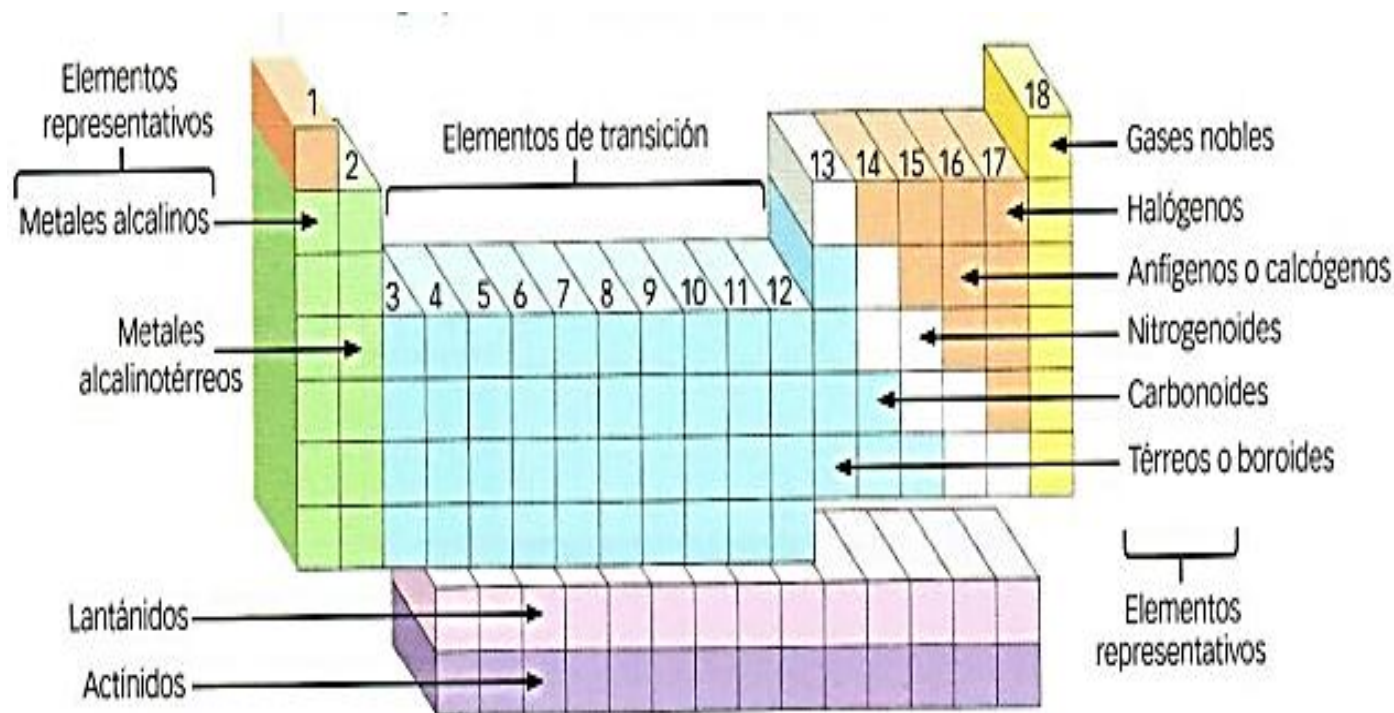 Elementos
representativos
Metales alcalinos
Metales
alcalinotérreos
Elementos de transición
1
2
3 4 5 6 7 8 9 10 11 12
13 14 15 16 17
18
Gases nobles
Halógenos
Anfígenos o calcógenos
Nitrogenoides
Carbonoides
Térreos o boroides
Elementos
representativos
Lantánidos
Actínidos